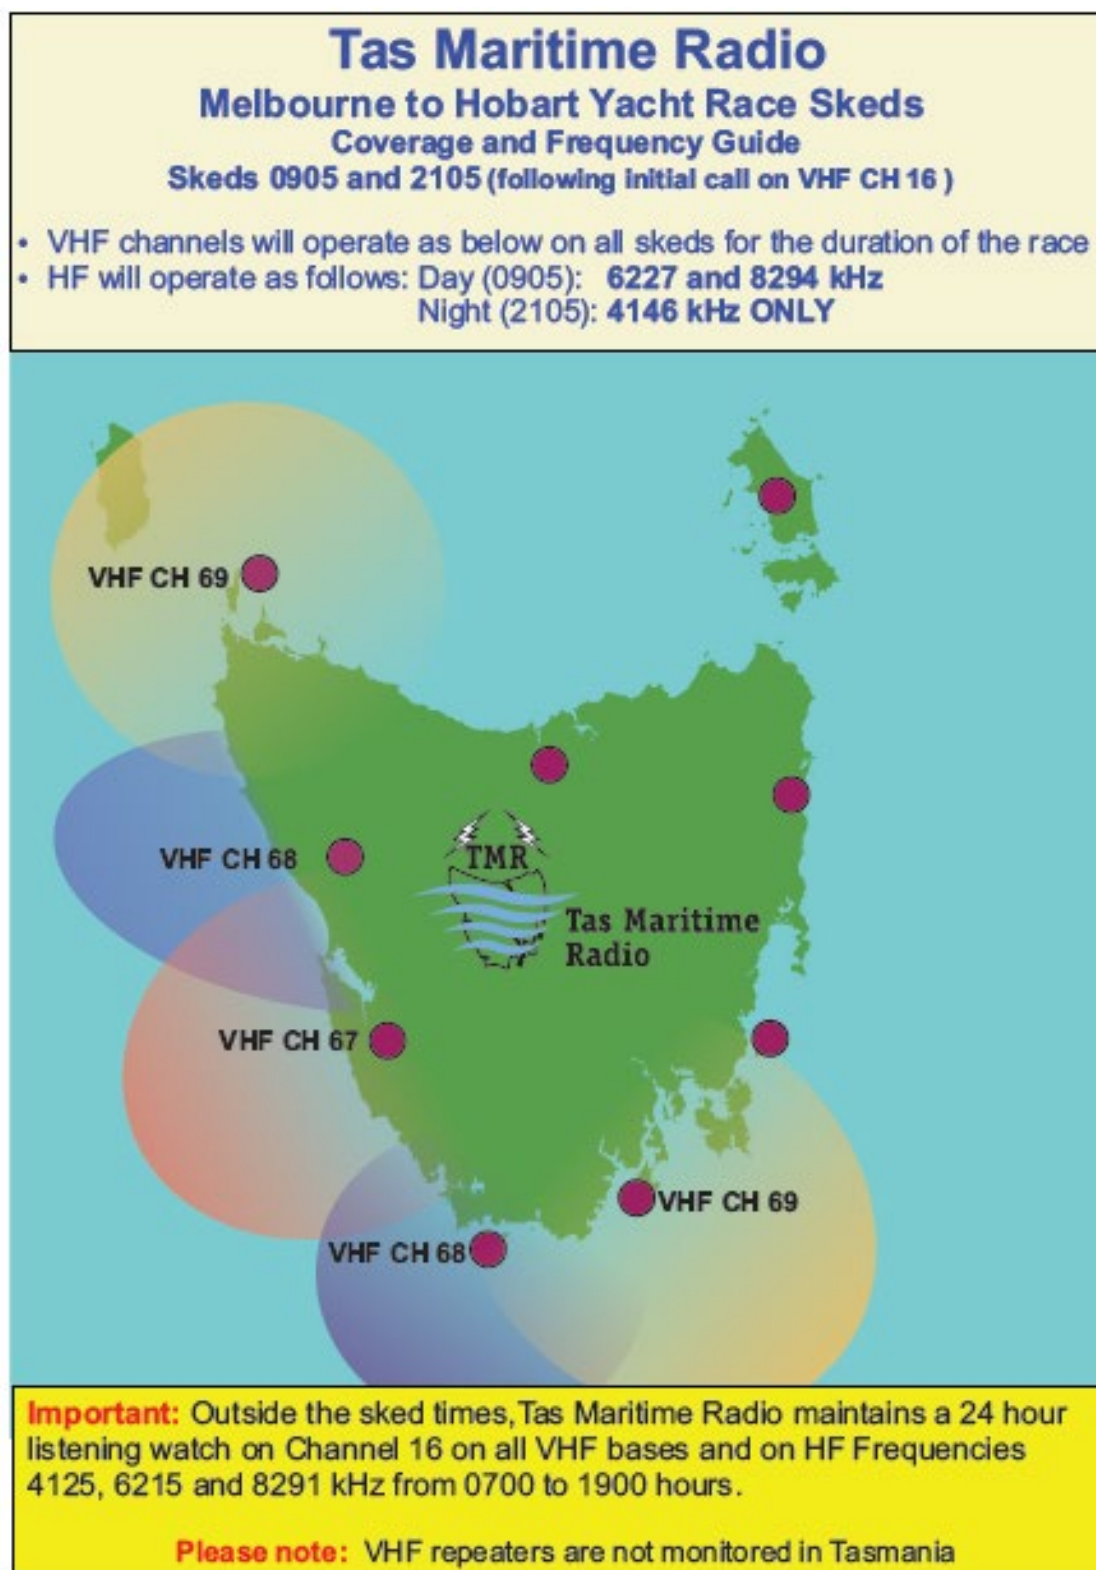 Tas Maritime Radio
Melbourne to Hobart Yacht Race Skeds
Coverage and Frequency Guide
Skeds 0905 and 2105 (following initial call on VHF CH 16 )
• VHF channels will operate as below on all skeds for the duration of the race
• HF will operate as follows: Day (0905): 6227 and 8294 kHz
Night (2105): 4146 kHz ONLY
VHF CH 69
VHF CH 68
TMR
Tas Maritime
Radio
VHF CH 67
VHF CH 69
VHF CH 68
Important: Outside the sked times,Tas Maritime Radio maintains a 24 hour
listening watch on Channel 16 on all VHF bases and on HF Frequencies
4125, 6215 and 8291 kHz from 0700 to 1900 hours.
Please note: VHF repeaters are not monitored in Tasmania